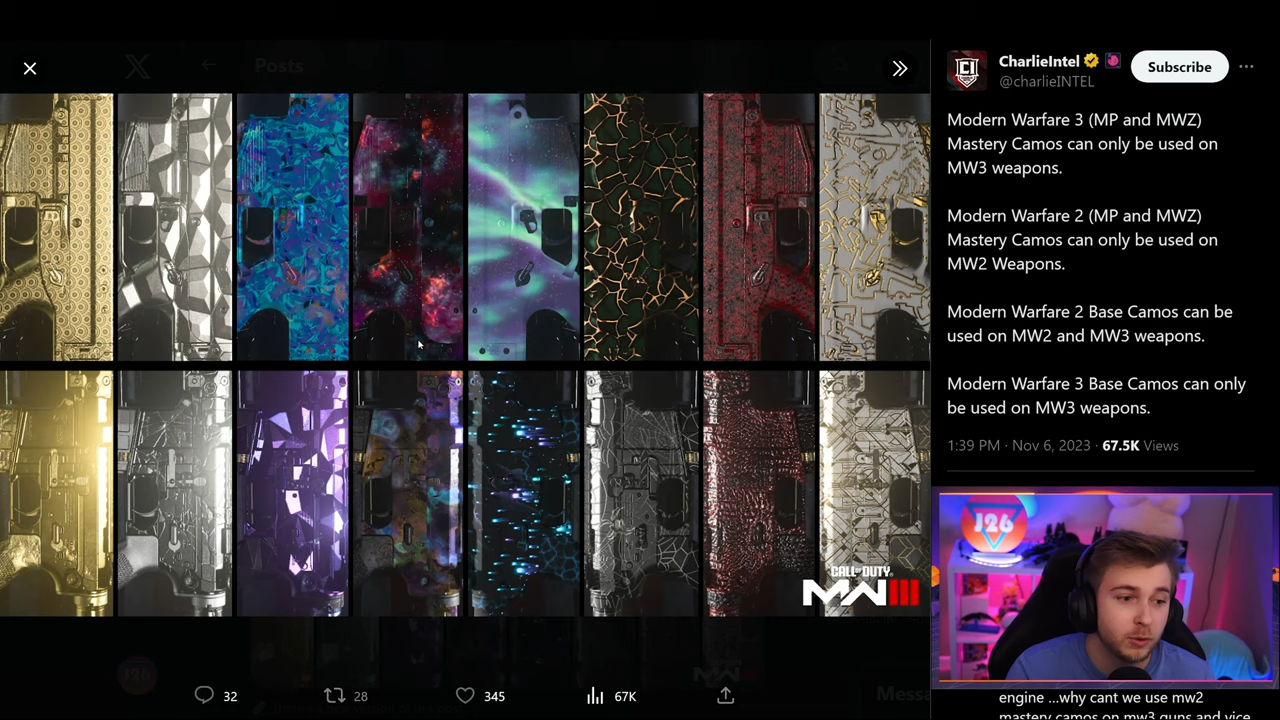 Posts
CharlieIntel
@charlieINTEL
Subscribe
Modern Warfare 3 (MP and MWZ)
Mastery Camos can only be used on
MW3 weapons.
Modern Warfare 2 (MP and MWZ)
Mastery Camos can only be used on
MW2 Weapons.
Modern Warfare 2 Base Camos can be
used on MW2 and MW3 weapons.
Modern Warfare 3 Base Camos can only
be used on MW3 weapons.
1:39 PM · Nov 6, 2023 · 67.5K Views
J26
CALL OF DUTY
MWIII
J26
32
28
345
67K
engine ...why cant we use mw2
mastery camos on mw3 guns and vice